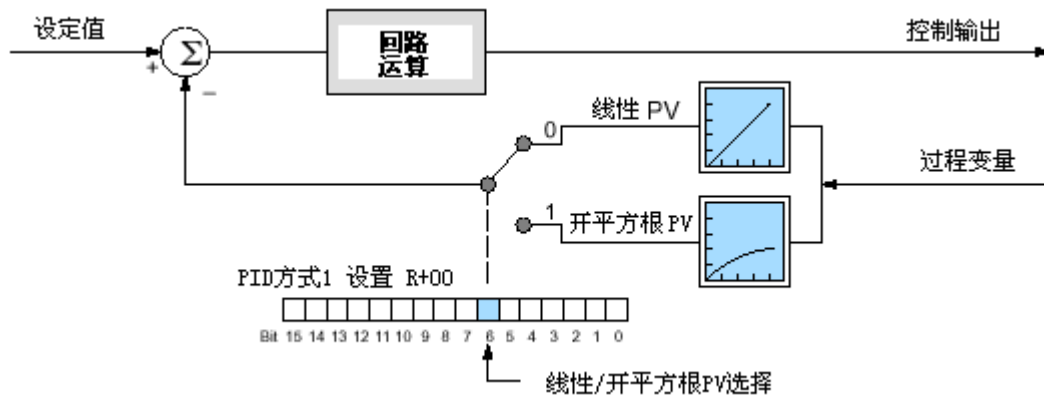 设定值
控制输出
+
Σ
−
回路
运算
线性 PV
0
过程变量
1
开平方根 PV
PID方式1 设置 R+00
Bit 15 14 13 12 11 10 9 8 7 6 5 4 3 2 1 0
线性/开平方根PV选择